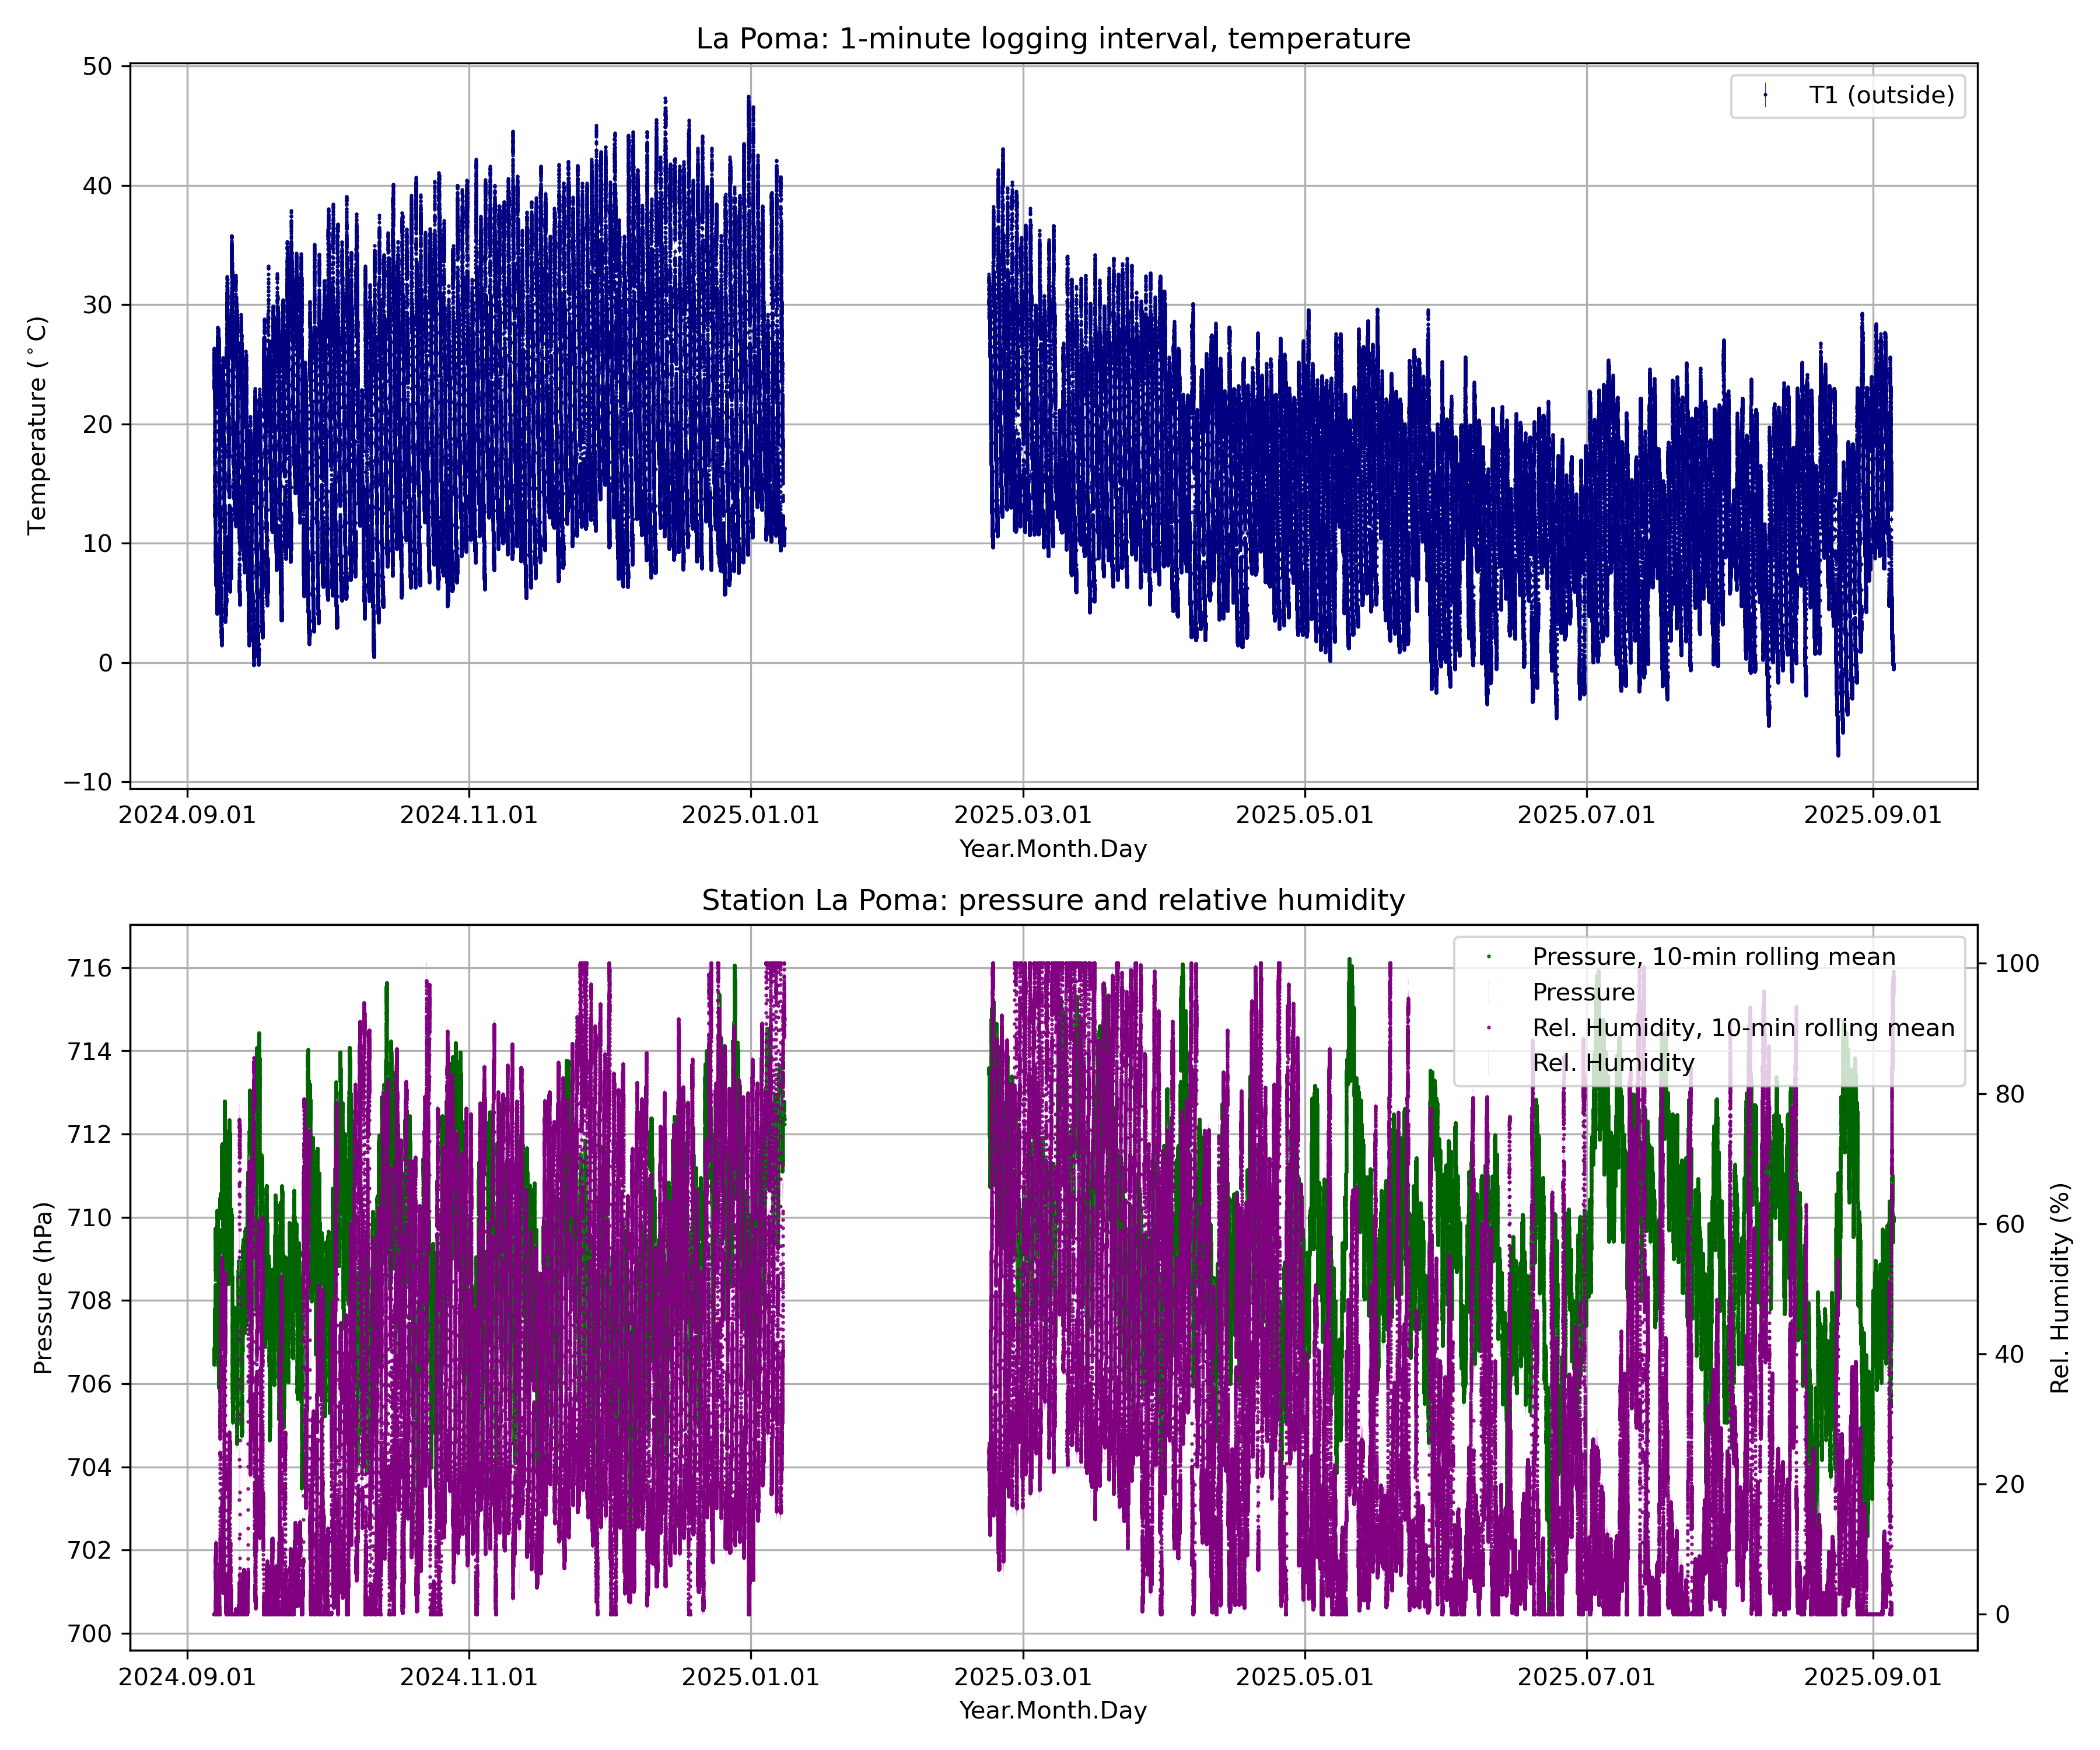 La Poma: 1-minute logging interval, temperature
50
40
30
20
10
0
−10
Temperature (°C)
T1 (outside)
2024.09.01 2024.11.01 2025.01.01 2025.03.01 2025.05.01 2025.07.01 2025.09.01
Year.Month.Day
Station La Poma: pressure and relative humidity
716
714
712
710
708
706
704
702
700
Pressure (hPa)
Pressure, 10-min rolling mean
Pressure
Rel. Humidity, 10-min rolling mean
Rel. Humidity
100
80
60
40
20
0
Rel. Humidity (%)
2024.09.01 2024.11.01 2025.01.01 2025.03.01 2025.05.01 2025.07.01 2025.09.01
Year.Month.Day